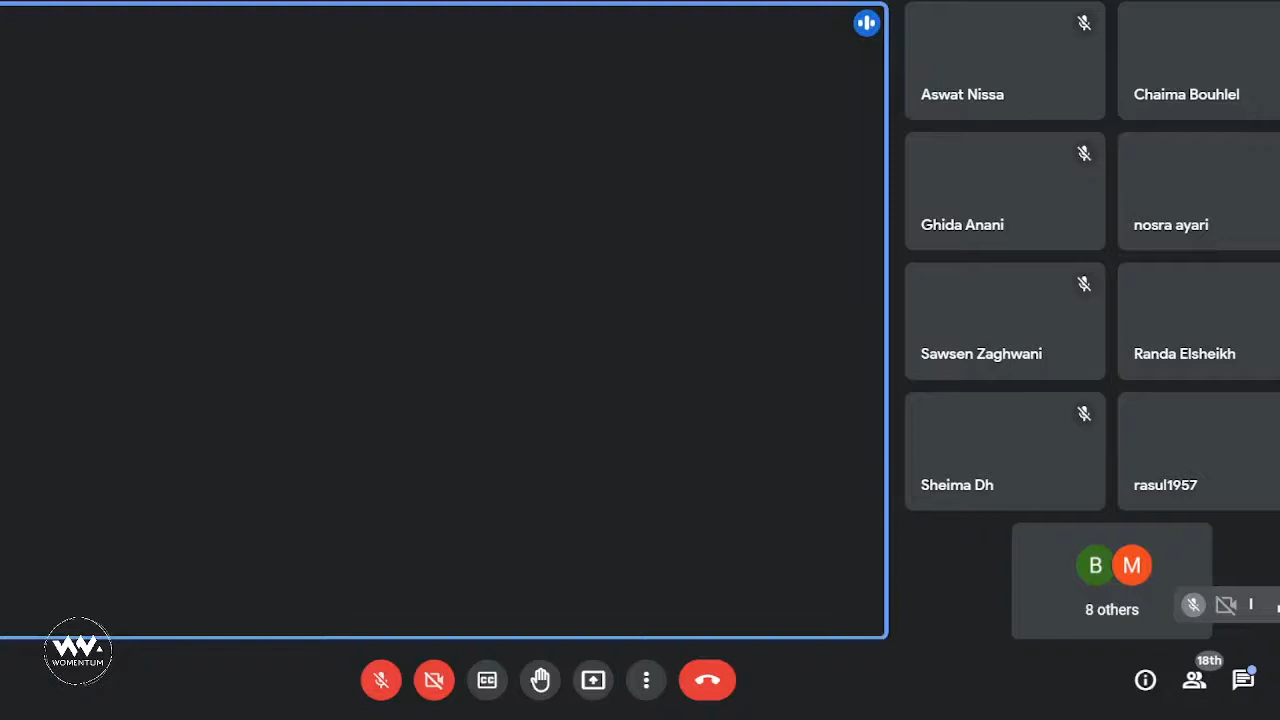 Aswat Nissa
Chaima Bouhlel
Ghida Anani
nosra ayari
Sawsen Zaghwani
Randa Elsheikh
Sheima Dh
rasul1957
B M
8 others
WOMENTUM
CC
18th